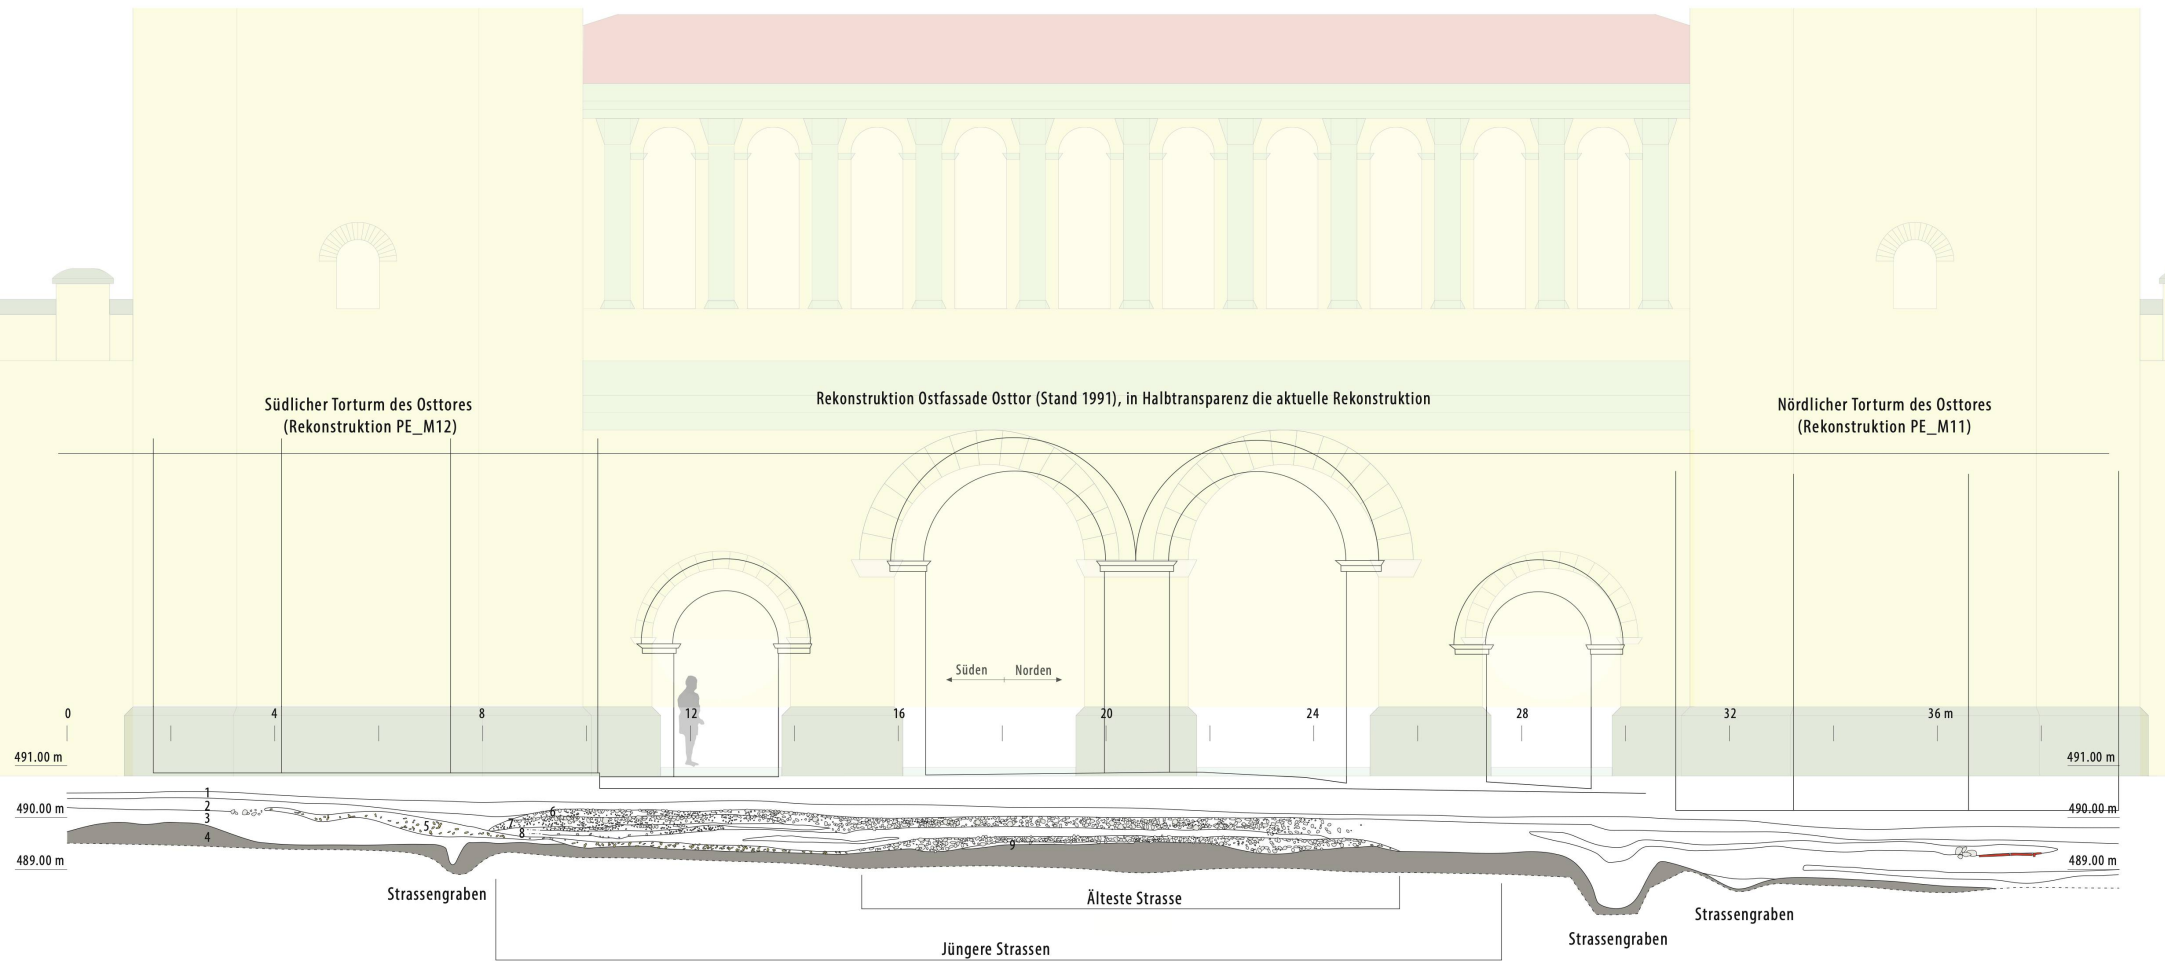 Südlicher Torturm des Osttores
(Rekonstruktion PE_M12)
Rekonstruktion Ostfassade Osttor (Stand 1991), in Halbtransparenz die aktuelle Rekonstruktion
Nördlicher Torturm des Osttores
(Rekonstruktion PE_M11)
Süden Norden
0 4 8 12 16 20 24 28 32 36 m
491.00 m 491.00 m
1
490.00 m 2 6 490.00 m
3 5 7
4 8 9
489.00 m 489.00 m
Strassengraben
Älteste Strasse
Strassengraben
Strassengraben
Jüngere Strassen